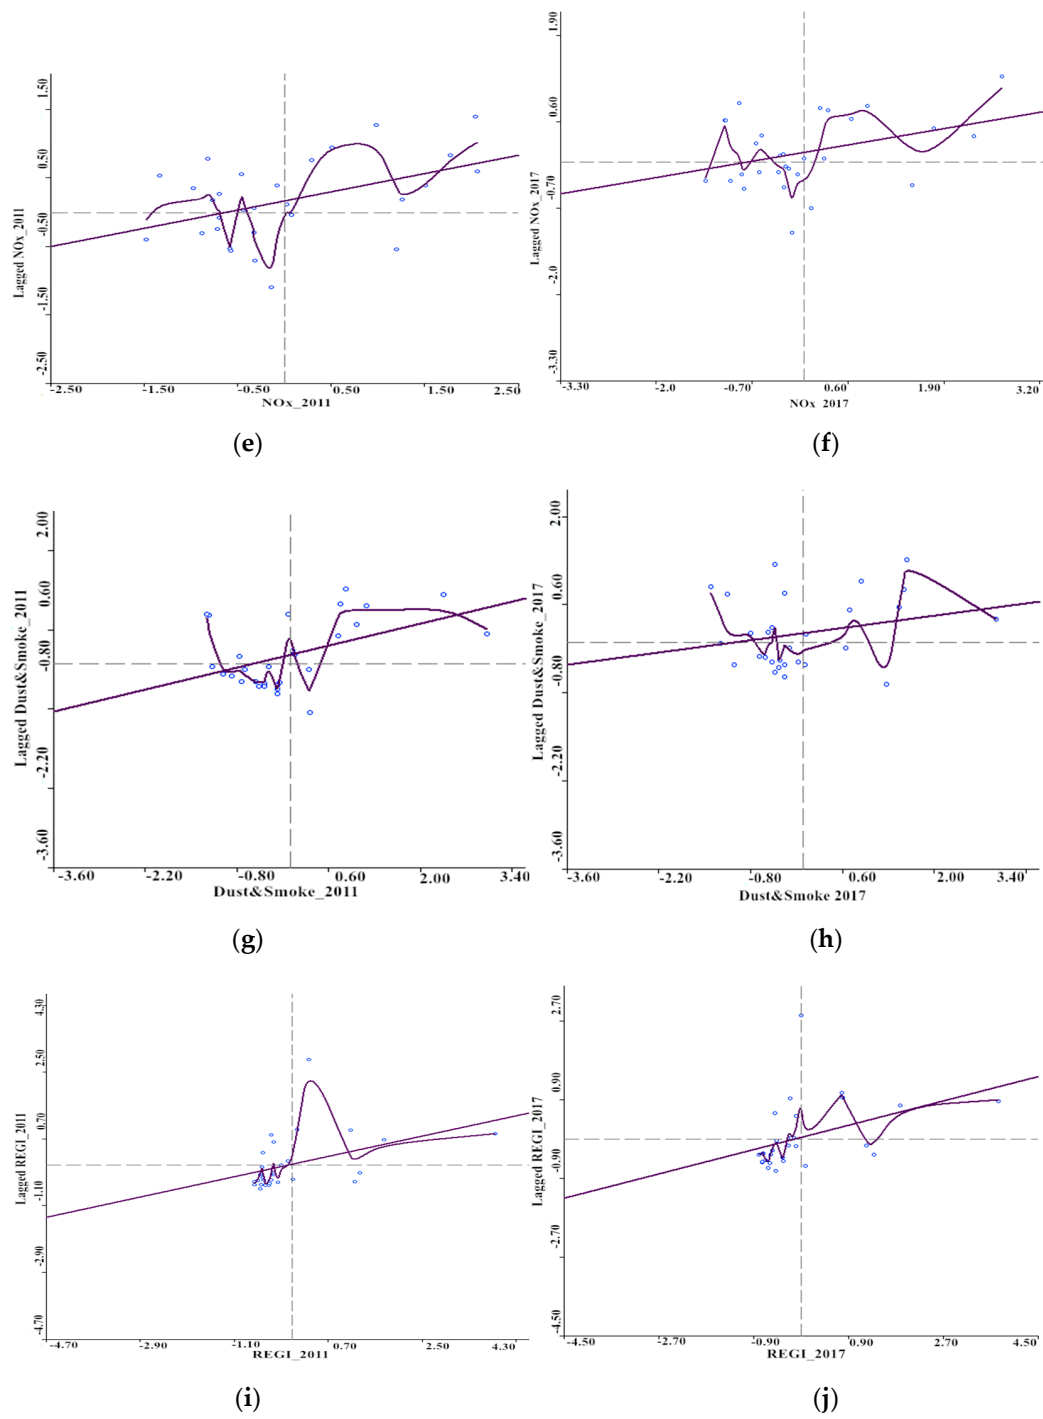 1.50
0.50
-0.50
-1.50
-2.50
Lagged NOx_2011
-2.50 -1.50 -0.50 0.50 1.50 2.50
NOx_2011
(e)
1.90
0.60
-0.70
-2.0
-3.30
Lagged NOx_2017
-3.30 -2.0 -0.70 0.60 1.90 3.20
NOx 2017
(f)
2.00
0.60
-0.80
-2.20
-3.60
Lagged Dust&Smoke_2011
-3.60 -2.20 -0.80 0.60 2.00 3.40
Dust&Smoke_2011
(g)
2.00
0.60
-0.80
-2.20
-3.60
Lagged Dust&Smoke_2017
-3.60 -2.20 -0.80 0.60 2.00 3.40
Dust&Smoke 2017
(h)
4.30
2.50
0.70
-1.10
-2.90
-4.70
Lagged REGI_2011
-4.70 -2.90 -1.10 0.70 2.50 4.30
REGI_2011
(i)
2.70
0.90
-0.90
-2.70
-4.50
Lagged REGI_2017
-4.50 -2.70 -0.90 0.90 2.70 4.50
REGI_2017
(j)